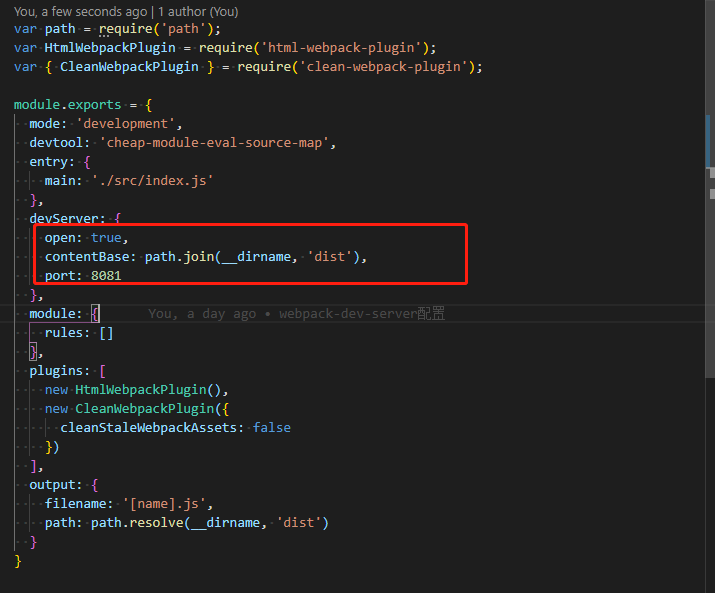 You, a few seconds ago | 1 author (You)
var path = require('path');
var HtmlWebpackPlugin = require('html-webpack-plugin');
var { CleanWebpackPlugin } = require('clean-webpack-plugin');
module.exports = {
  mode: 'development',
  devtool: 'cheap-module-eval-source-map',
  entry: {
    main: './src/index.js'
  },
  devServer: {
    open: true,
    contentBase: path.join(__dirname, 'dist'),
    port: 8081
  },
  module: {      You, a day ago • webpack-dev-server配置
    rules: []
  },
  plugins: [
    new HtmlWebpackPlugin(),
    new CleanWebpackPlugin({
      cleanStaleWebpackAssets: false
    })
  ],
  output: {
    filename: '[name].js',
    path: path.resolve(__dirname, 'dist')
  }
}